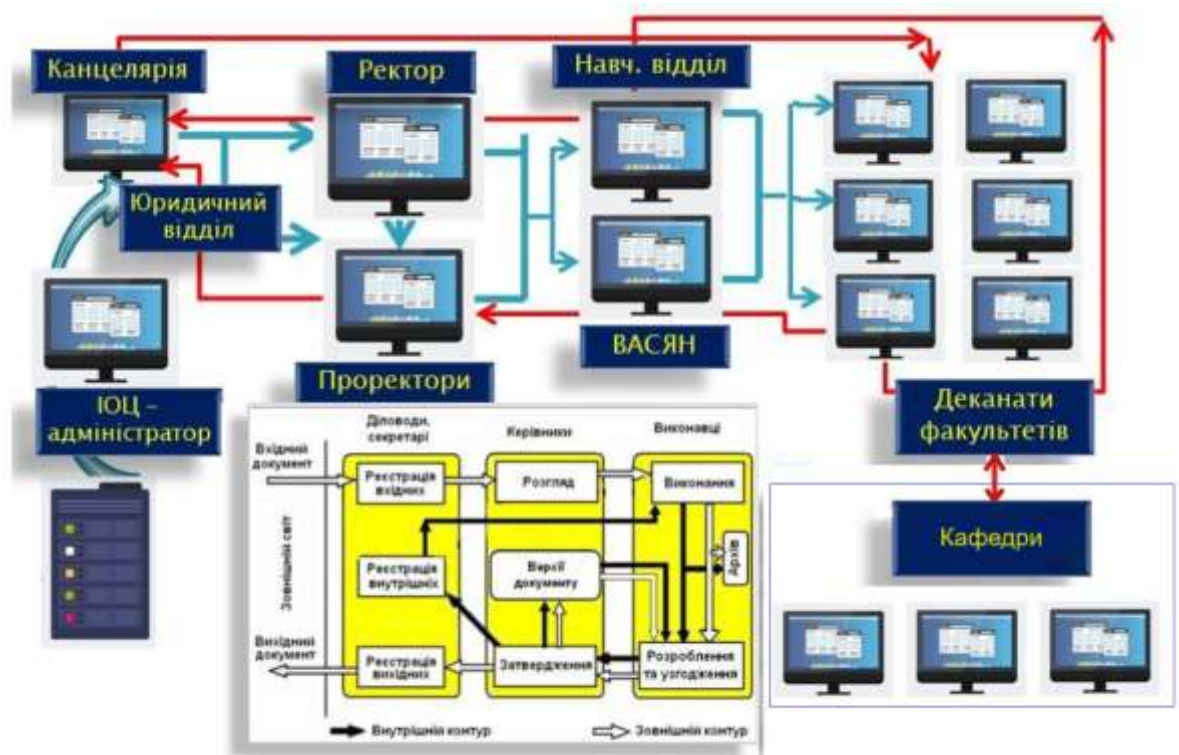 Канцелярія
Ректор
Навч. відділ
Юридичний
відділ
ВАСЯН
Проректори
ІОЦ –
адміністратор
Деканати
факультетів
Кафедри
Діловоди,
секретарі
Керівники
Виконавці
Вхідний
документ
Реєстрація
вхідних
Розгляд
Виконання
Зовнішній світ
Реєстрація
внутрішніх
Версії
документу
Архів
Вихідний
документ
Реєстрація
вихідних
Затвердження
Розроблення
та узгодження
Внутрішній контур
Зовнішній контур